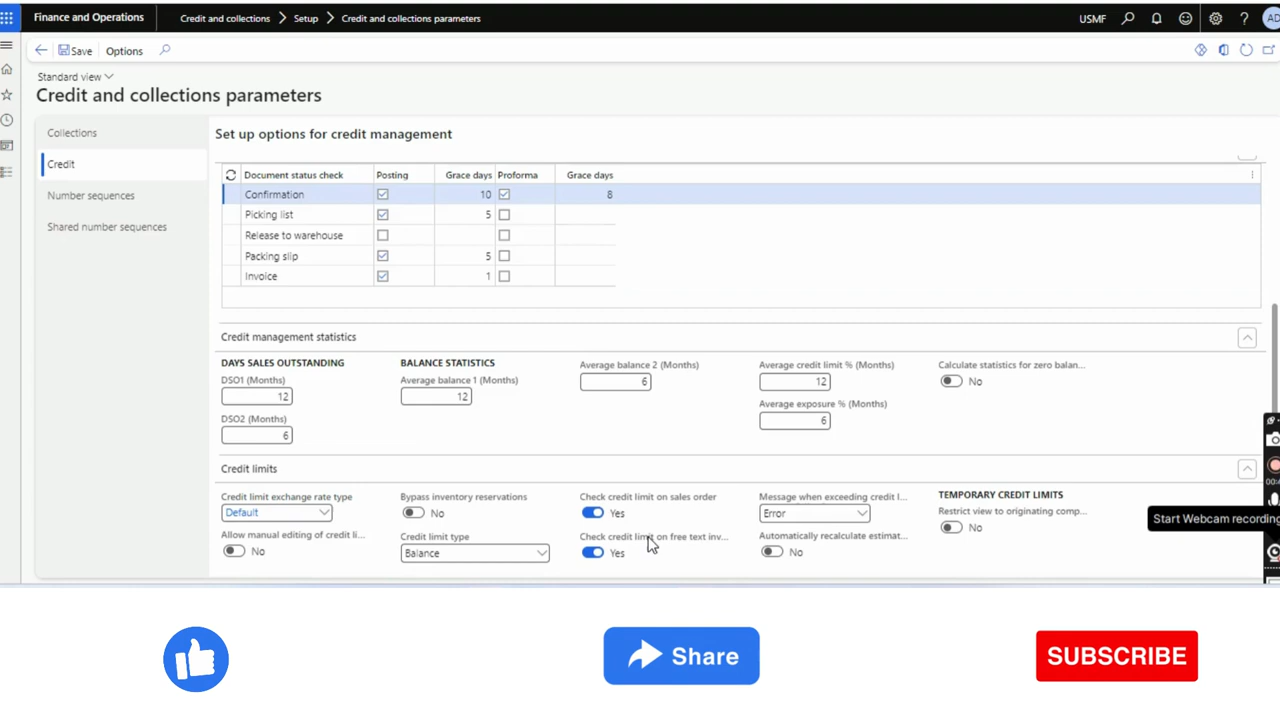 Finance and Operations
Credit and collections
Setup
Credit and collections parameters
USMF
AD
Save
Options
Standard view
Credit and collections parameters
Collections
Credit
Number sequences
Shared number sequences
Set up options for credit management
Document status check Posting Grace days Proforma Grace days
Confirmation 10 8
Picking list 5
Release to warehouse
Packing slip 5
Invoice 1
Credit management statistics
DAYS SALES OUTSTANDING
DSO1 (Months)
12
DSO2 (Months)
6
BALANCE STATISTICS
Average balance 1 (Months)
12
Average balance 2 (Months)
6
Average credit limit % (Months)
12
Average exposure % (Months)
6
Calculate statistics for zero balan...
No
Credit limits
Credit limit exchange rate type
Default
Allow manual editing of credit li...
No
Bypass inventory reservations
No
Credit limit type
Balance
Check credit limit on sales order
Yes
Check credit limit on free text inv...
Yes
Message when exceeding credit l...
Error
Automatically recalculate estimat...
No
TEMPORARY CREDIT LIMITS
Restrict view to originating comp...
No
Start Webcam recording
Share
SUBSCRIBE